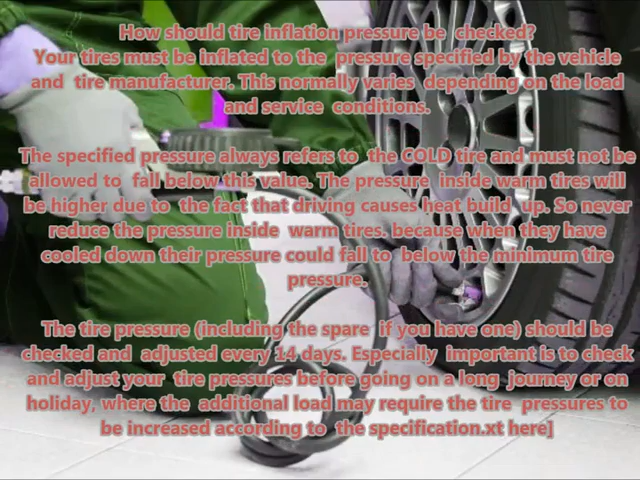 How should tire inflation pressure be checked?
Your tires must be inflated to the pressure specified by the vehicle
and tire manufacturer. This normally varies depending on the load
and service conditions.
The specified pressure always refers to the COLD tire and must not be
allowed to fall below this value. The pressure inside warm tires will
be higher due to the fact that driving causes heat build up. So never
reduce the pressure inside warm tires. because when they have
cooled down their pressure could fall to below the minimum tire
pressure.
The tire pressure (including the spare if you have one) should be
checked and adjusted every 14 days. Especially important is to check
and adjust your tire pressures before going on a long journey or on
holiday, where the additional load may require the tire pressures to
be increased according to the specification.xt here]